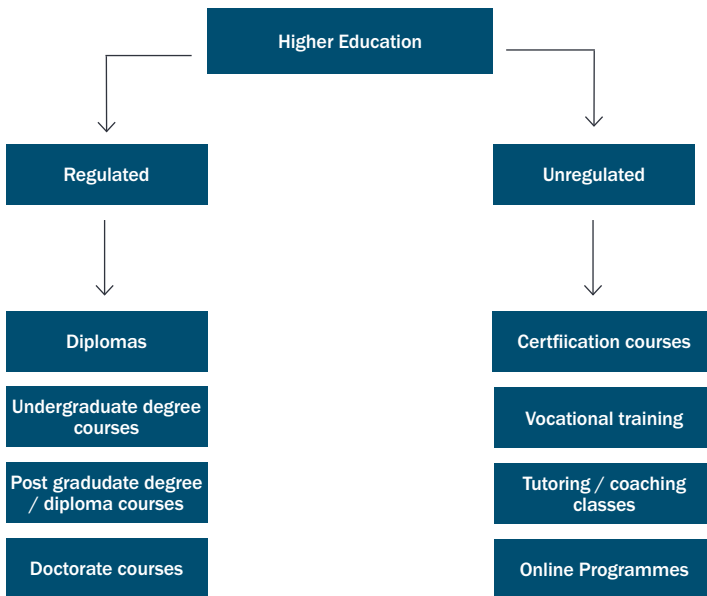 Higher Education
Regulated
Unregulated
Diplomas
Certfiication courses
Undergraduate degree
courses
Vocational training
Post gradudate degree
/ diploma courses
Tutoring / coaching
classes
Doctorate courses
Online Programmes